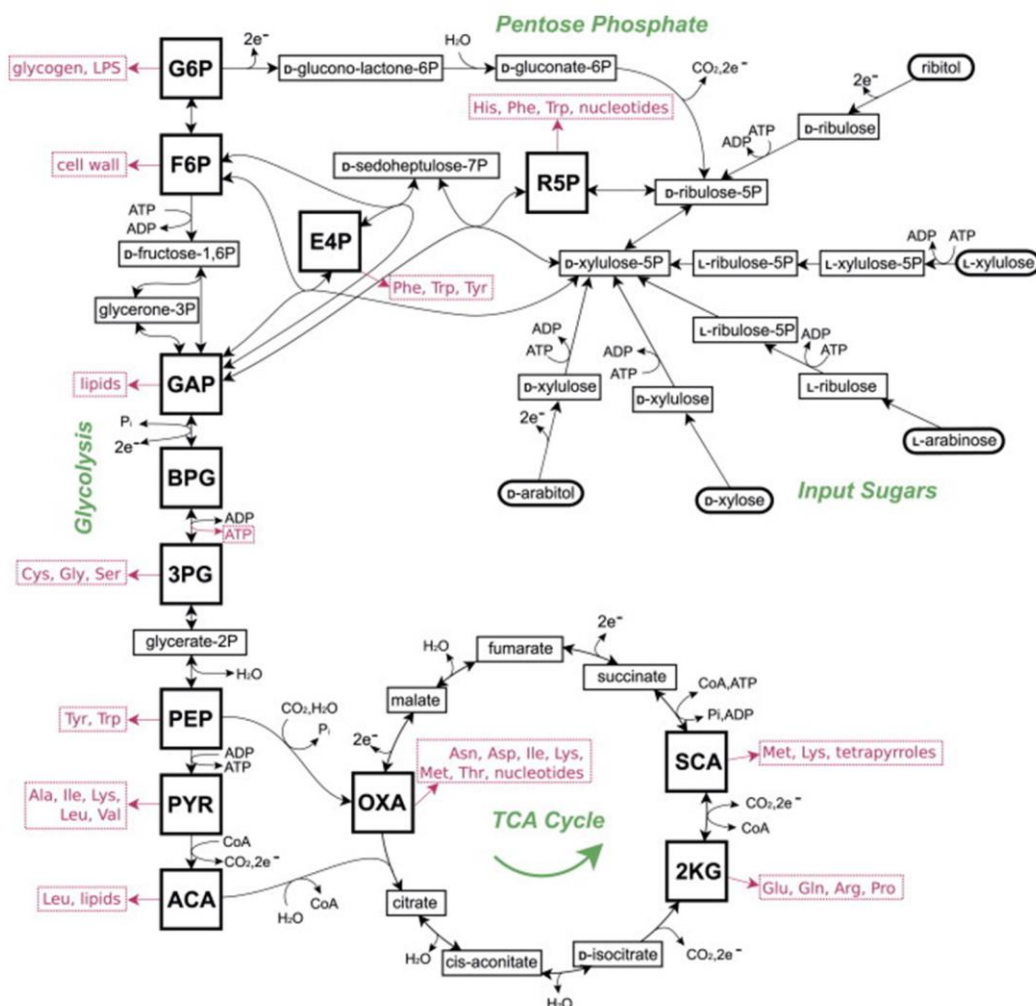 Pentose Phosphate
G6P
glycogen, LPS
2e⁻
D-glucono-lactone-6P
H₂O
D-gluconate-6P
CO₂,2e⁻
ribitol
2e⁻
D-ribulose
ATP
ADP
His, Phe, Trp, nucleotides
cell wall
F6P
D-sedoheptulose-7P
R5P
D-ribulose-5P
ATP
ADP
E4P
D-fructose-1,6P
D-xylulose-5P
L-ribulose-5P
L-xylulose-5P
ADP
ATP
L-xylulose
Phe, Trp, Tyr
glycerone-3P
L-ribulose-5P
ADP
ATP
ADP
ATP
ADP
ATP
lipids
GAP
D-xylulose
D-xylulose
L-ribulose
Pi
2e⁻
2e⁻
L-arabinose
Glycolysis
BPG
D-arabitol
D-xylose
Input Sugars
ADP
ATP
Cys, Gly, Ser
3PG
glycerate-2P
H₂O
H₂O
fumarate
2e⁻
succinate
malate
CoA,ATP
Pi,ADP
Tyr, Trp
PEP
CO₂,H₂O
Pi
2e⁻
ADP
ATP
Asn, Asp, Ile, Lys,
Met, Thr, nucleotides
SCA
Met, Lys, tetrapyrroles
Ala, Ile, Lys,
Leu, Val
PYR
OXA
TCA Cycle
CO₂,2e⁻
CoA
CoA
CO₂,2e⁻
2KG
Glu, Gln, Arg, Pro
Leu, lipids
ACA
H₂O
CoA
citrate
H₂O
cis-aconitate
D-isocitrate
CO₂,2e⁻
H₂O